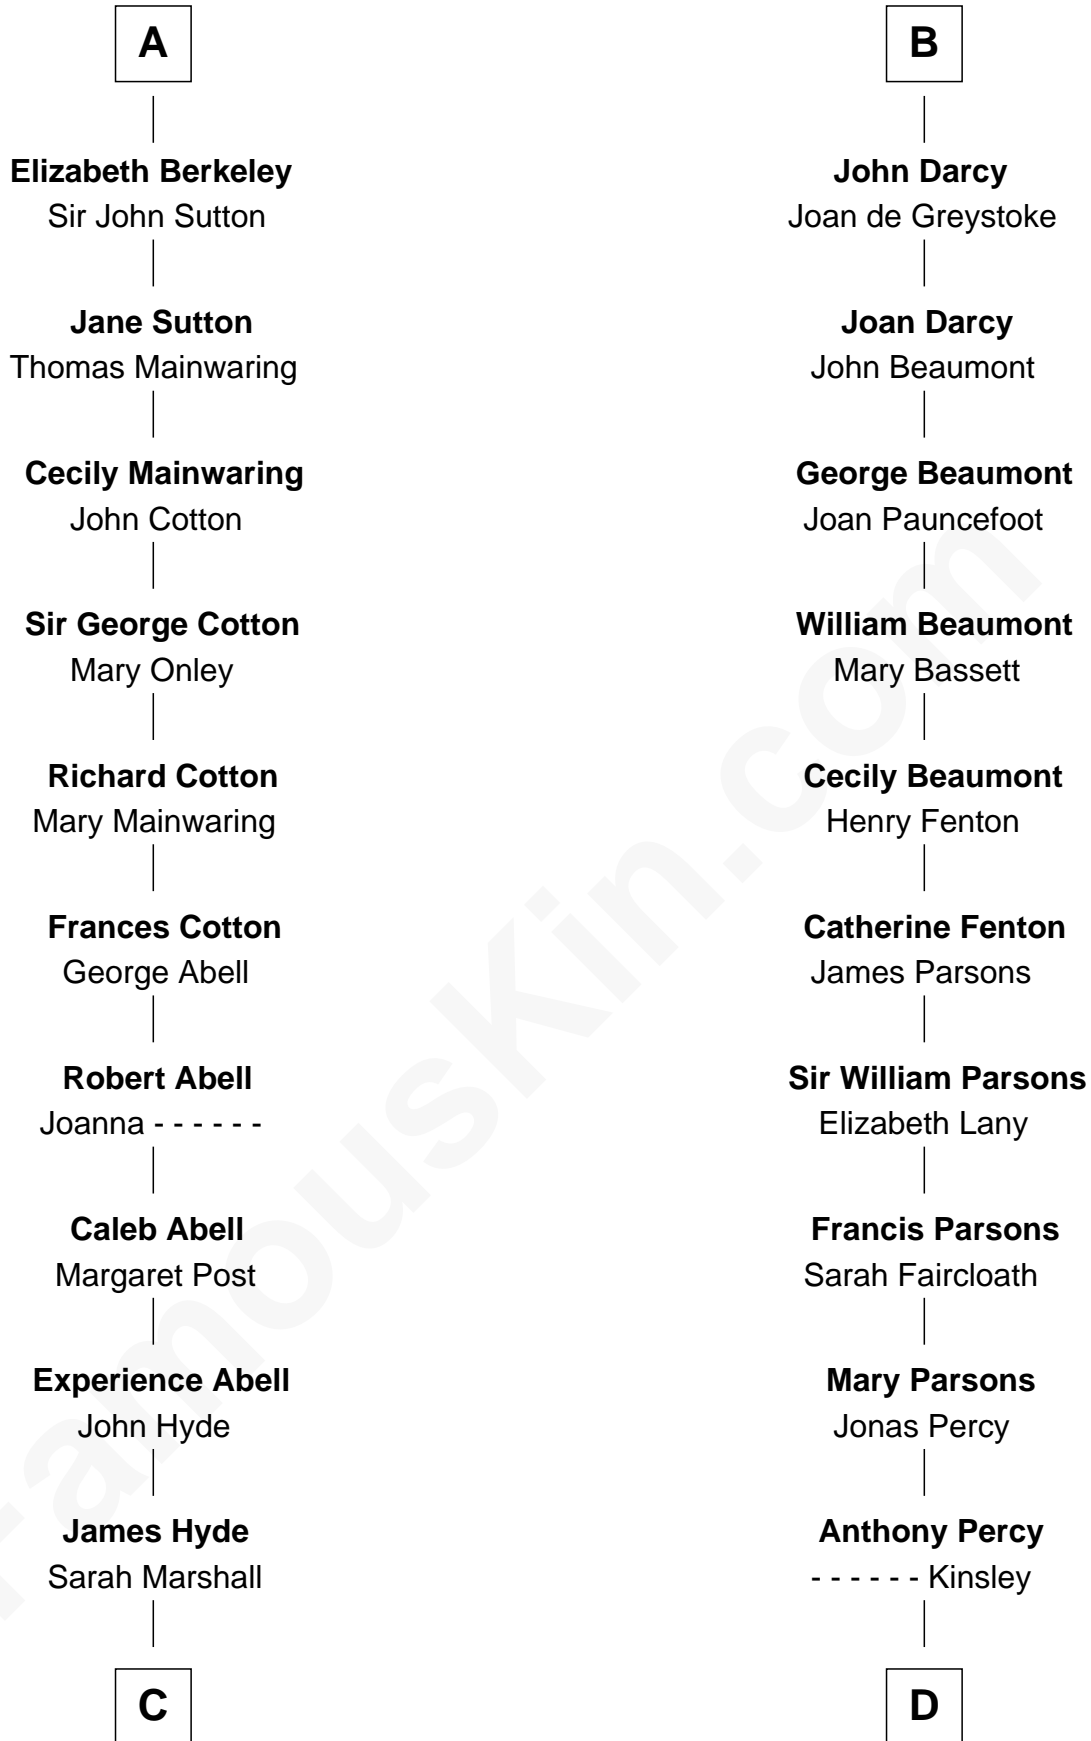 A
Elizabeth Berkeley
Sir John Sutton
Jane Sutton
Thomas Mainwaring
Cecily Mainwaring
John Cotton
Sir George Cotton
Mary Onley
Richard Cotton
Mary Mainwaring
Frances Cotton
George Abell
Robert Abell
Joanna - - - - - -
Caleb Abell
Margaret Post
Experience Abell
John Hyde
James Hyde
Sarah Marshall
C
B
John Darcy
Joan de Greystoke
Joan Darcy
John Beaumont
George Beaumont
Joan Pauncefoot
William Beaumont
Mary Bassett
Cecily Beaumont
Henry Fenton
Catherine Fenton
James Parsons
Sir William Parsons
Elizabeth Lany
Francis Parsons
Sarah Faircloath
Mary Parsons
Jonas Percy
Anthony Percy
- - - - - - Kinsley
D
FamousKin.com